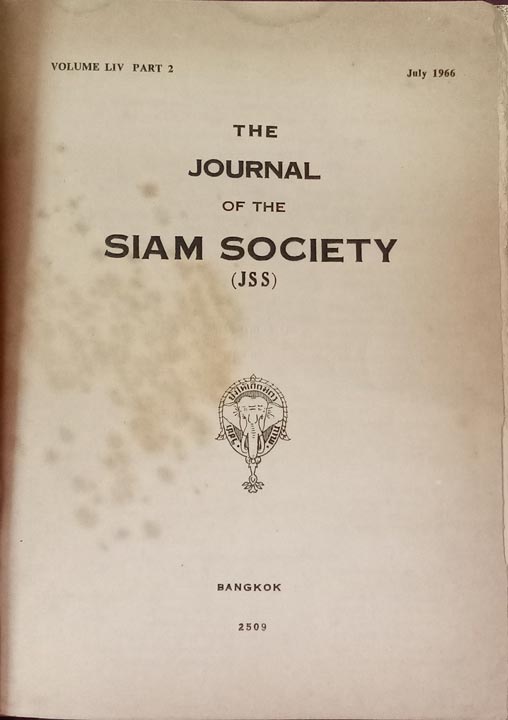 VOLUME LIV PART 2
July 1966
THE
JOURNAL
OF THE
SIAM SOCIETY
(JSS)
BANGKOK
2509